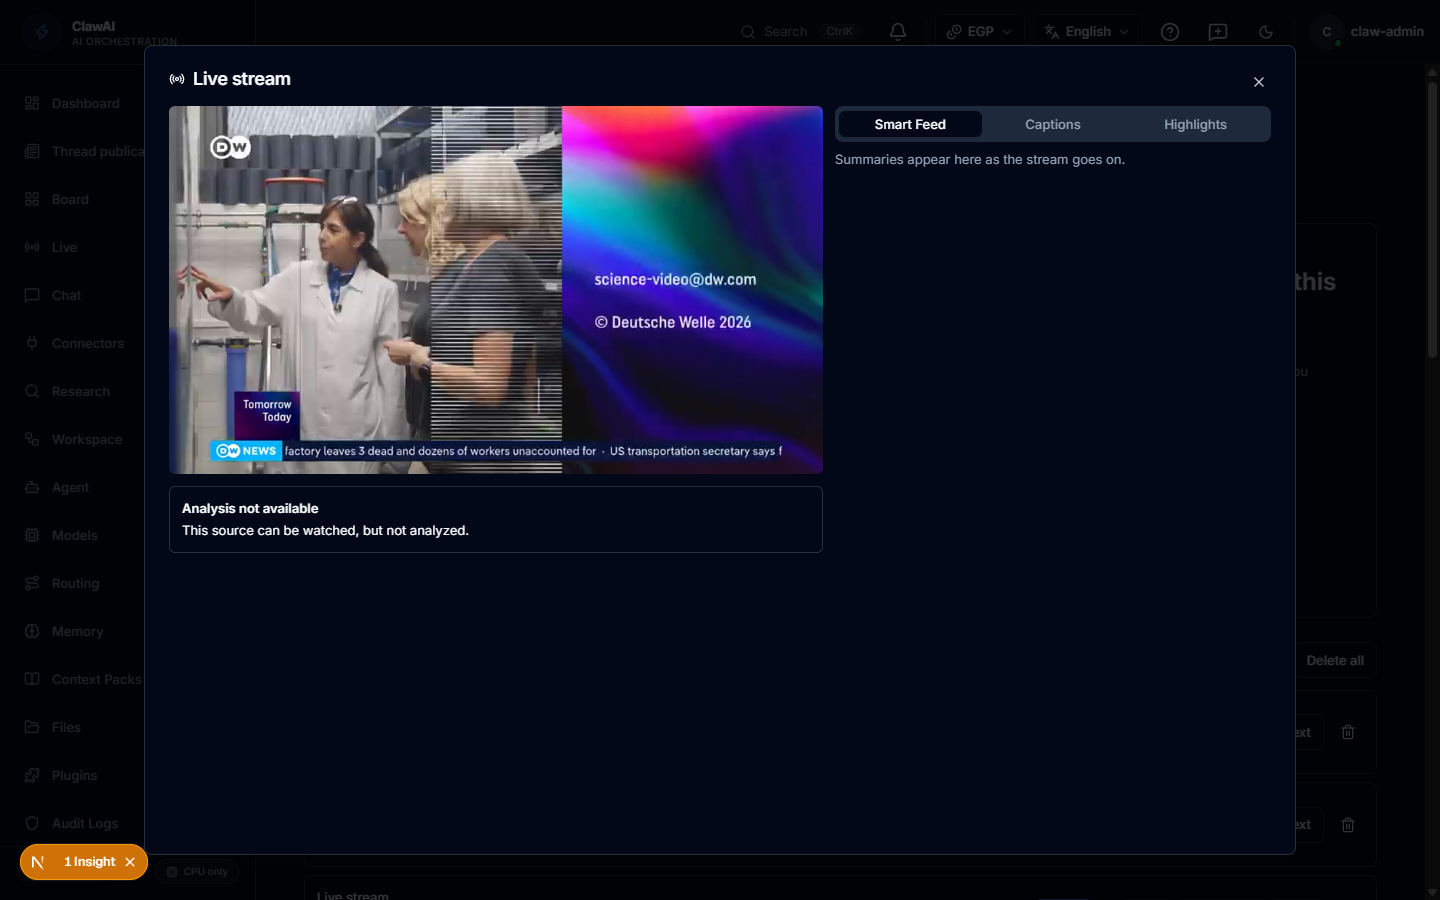 ClawAI
AI ORCHESTRATION
Search
CtrlK
EGP
English
C
claw-admin
Dashboard
Thread publica
Board
Live
Chat
Connectors
Research
Workspace
Agent
Models
Routing
Memory
Context Packs
Files
Plugins
Audit Logs
1 Insight
CPU only
Live stream
DW
science-video@dw.com
© Deutsche Welle 2026
Tomorrow
Today
DW NEWS factory leaves 3 dead and dozens of workers unaccounted for · US transportation secretary says f
Analysis not available
This source can be watched, but not analyzed.
Smart Feed
Captions
Highlights
Summaries appear here as the stream goes on.
this
ou
Delete all
ext
ext
Live stream